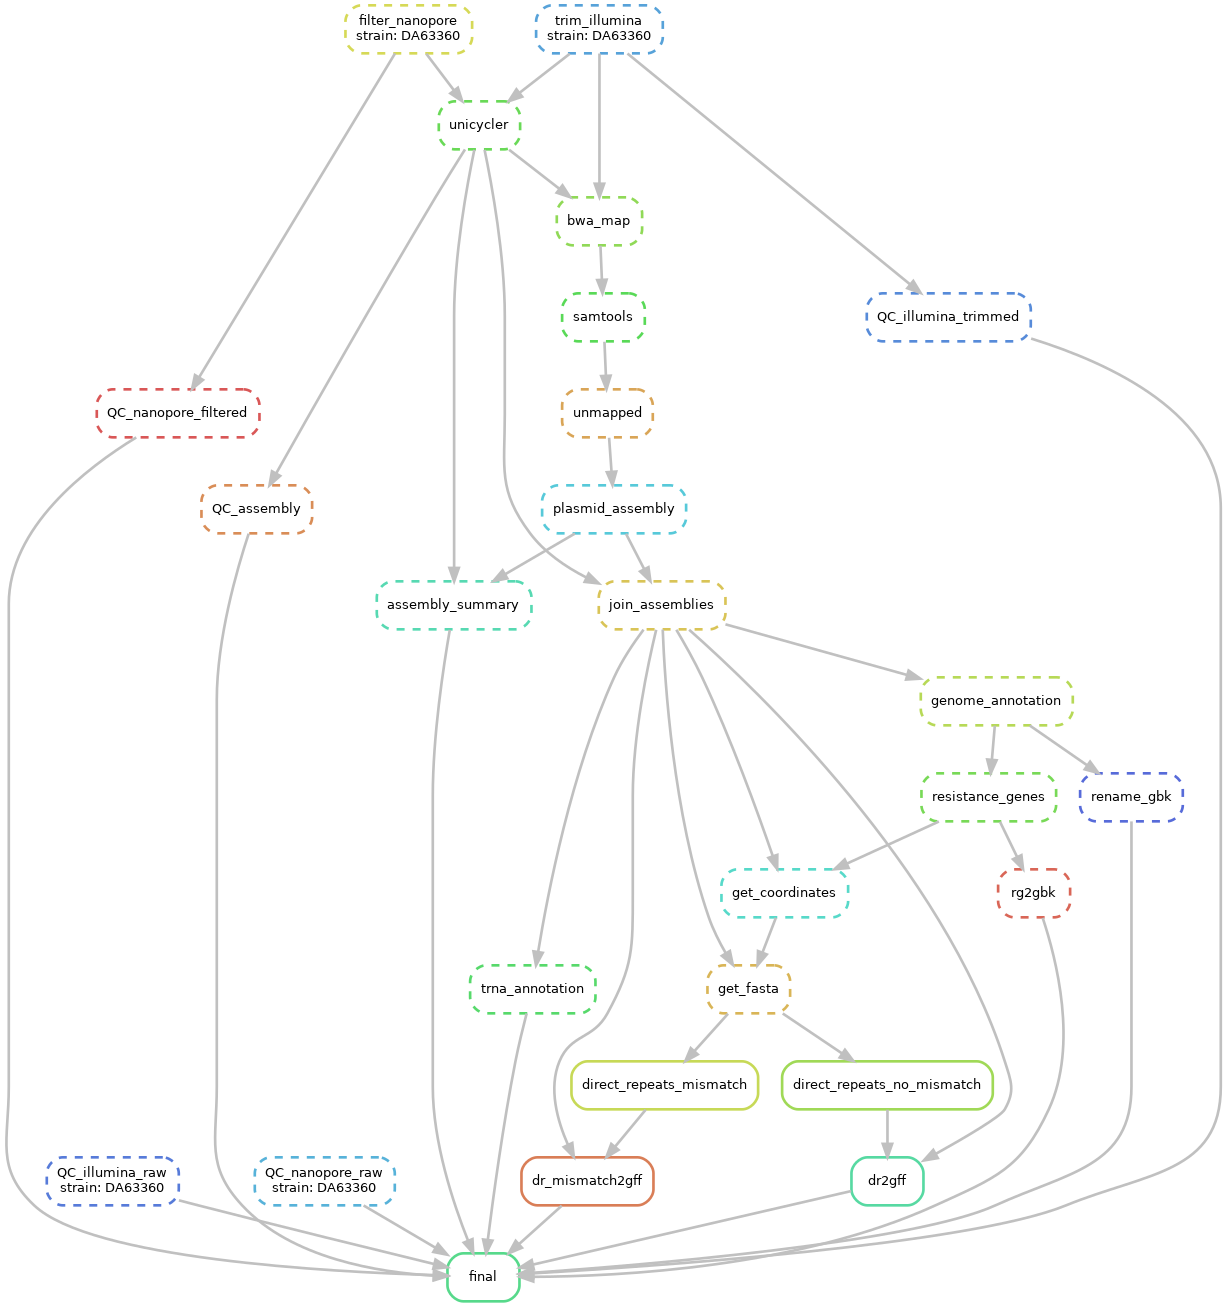 filter_nanopore
strain: DA63360
trim_illumina
strain: DA63360
unicycler
bwa_map
samtools
QC_illumina_trimmed
QC_nanopore_filtered
unmapped
QC_assembly
plasmid_assembly
assembly_summary
join_assemblies
genome_annotation
resistance_genes
rename_gbk
get_coordinates
rg2gbk
trna_annotation
get_fasta
direct_repeats_mismatch
direct_repeats_no_mismatch
QC_illumina_raw
strain: DA63360
QC_nanopore_raw
strain: DA63360
dr_mismatch2gff
dr2gff
final